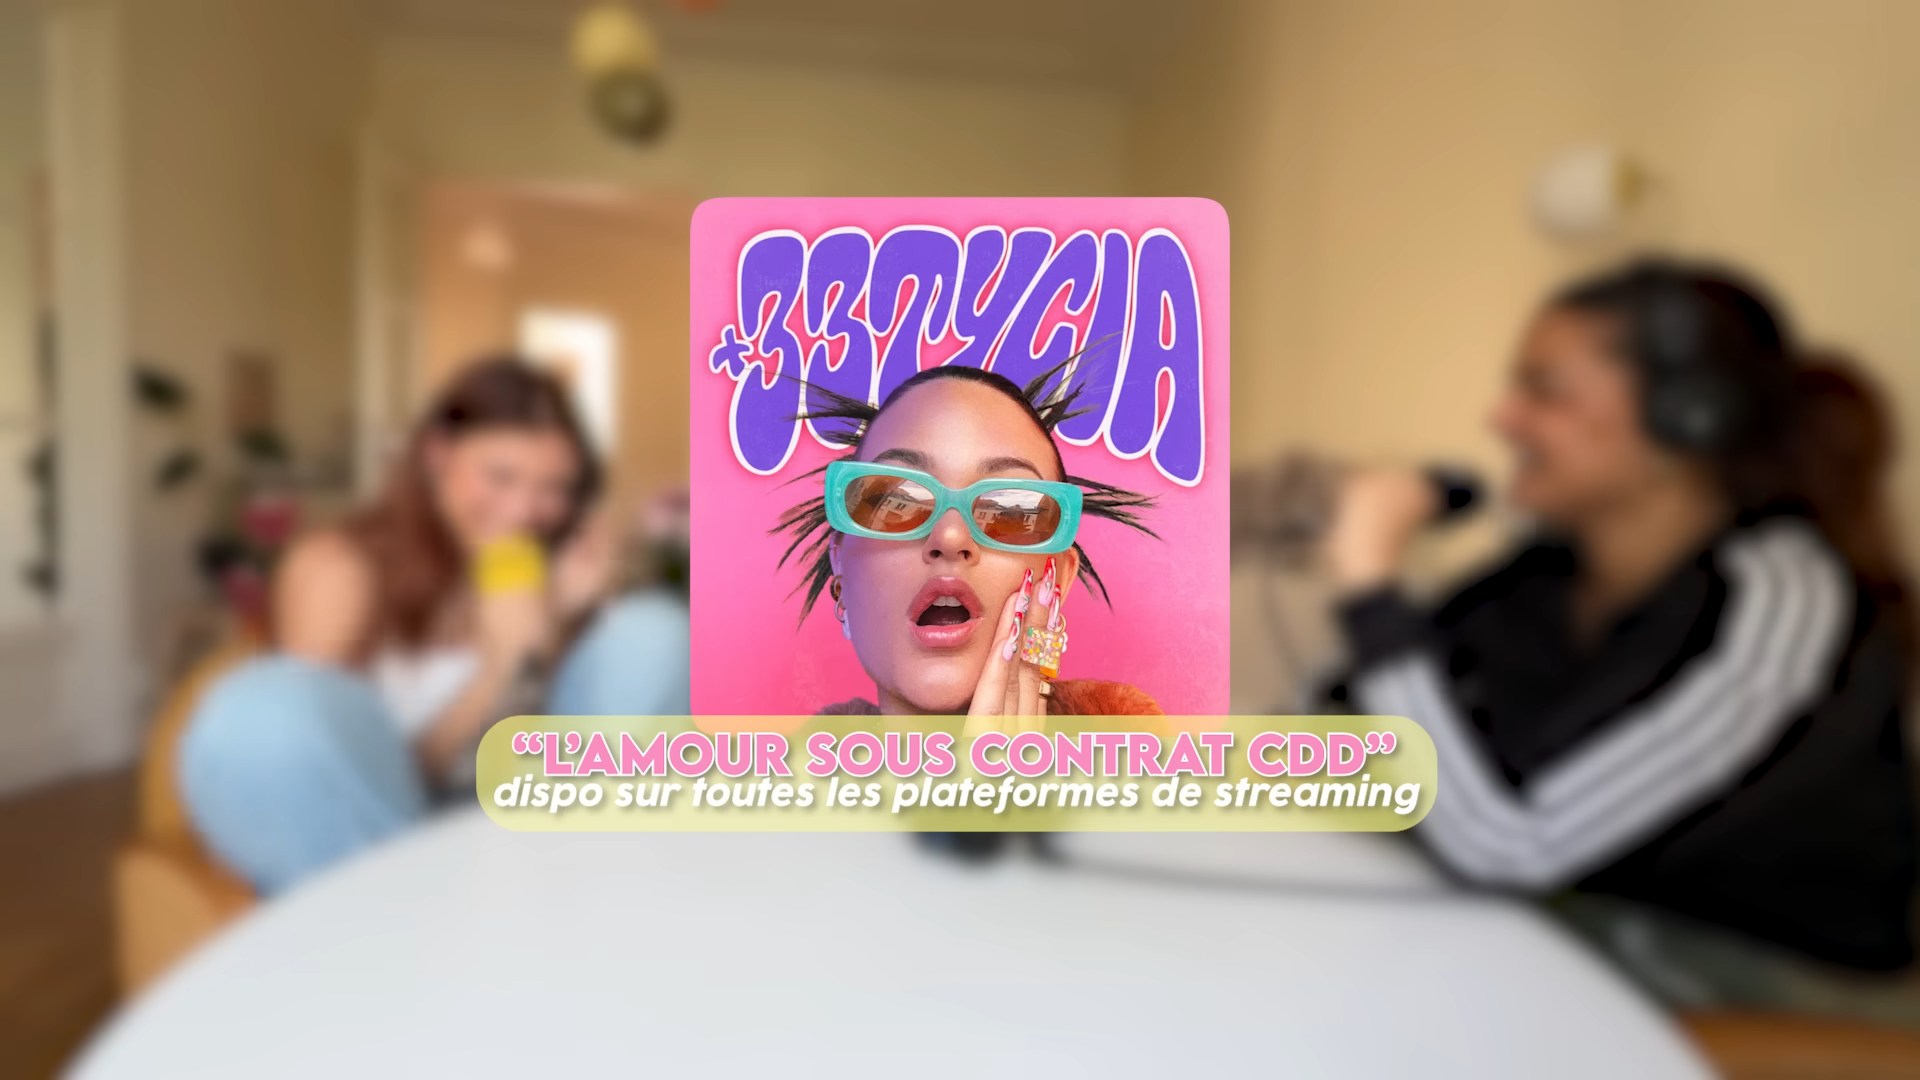 +33TYCIA
“L’AMOUR SOUS CONTRAT CDD”
dispo sur toutes les plateformes de streaming